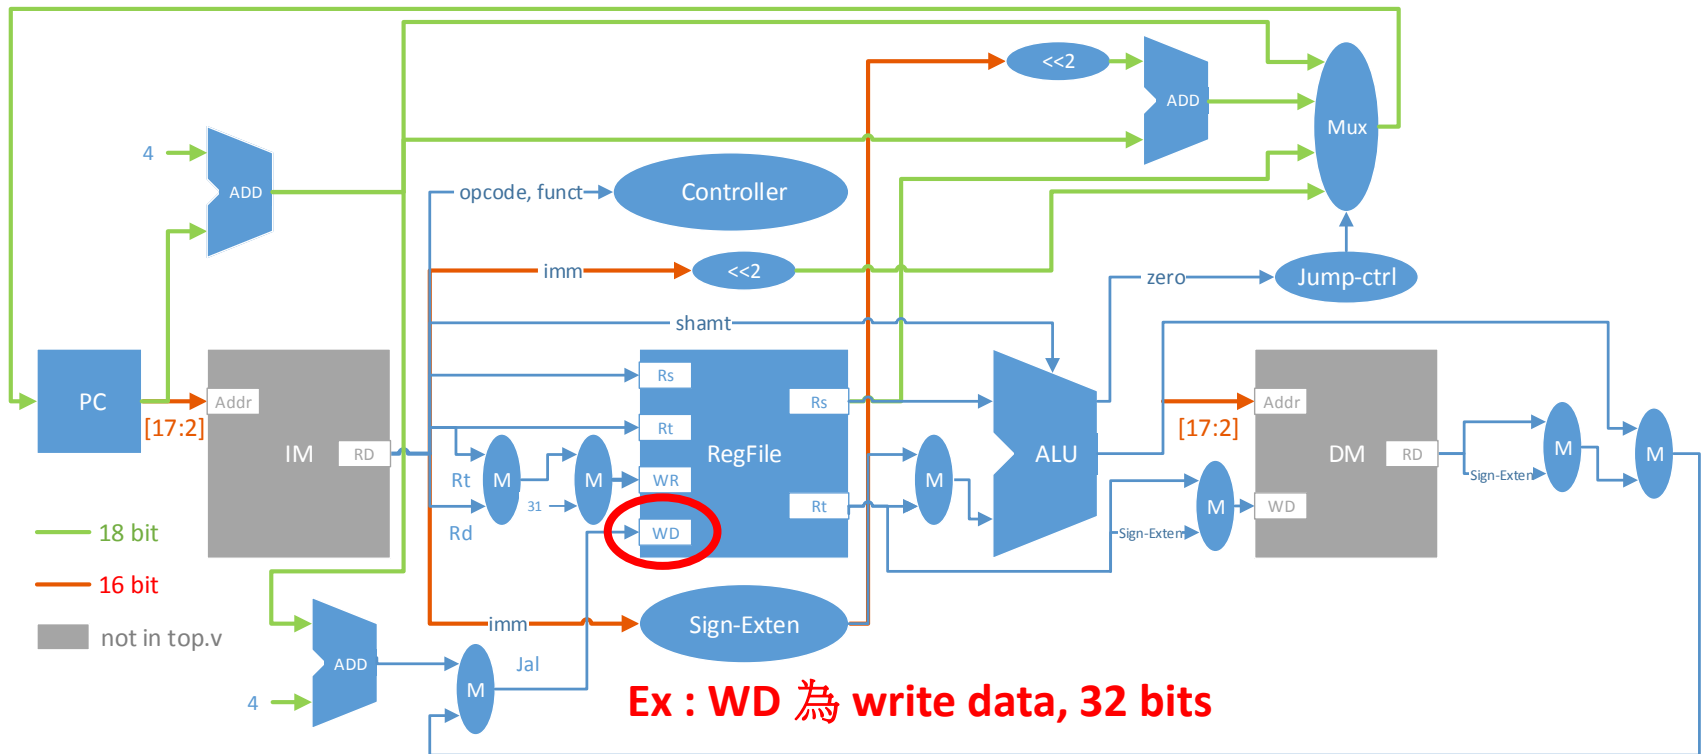 <<2
ADD
Mux
4
ADD
opcode, funct
Controller
imm
<<2
zero
Jump-ctrl
shamt
PC
[17:2]
Addr
IM
RD
Rs
Rt
WR
WD
RegFile
Rs
Rt
Rt
Rd
M
31
M
M
ALU
[17:2]
Addr
DM
RD
WD
Sign-Exten
M
Sign-Exten
M
M
18 bit
16 bit
not in top.v
imm
Sign-Exten
ADD
4
Jal
M
Ex : WD 為 write data, 32 bits